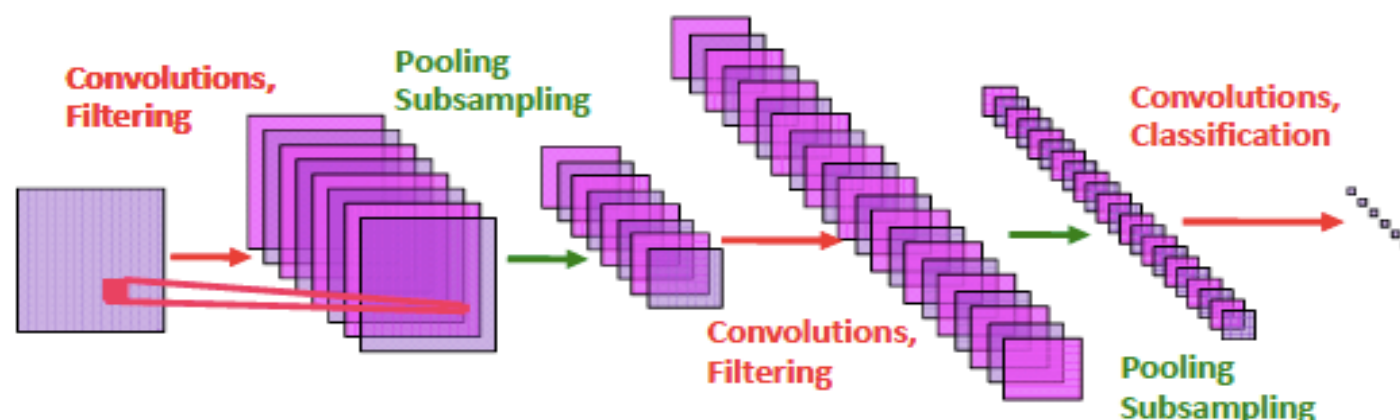 Convolutions,
Filtering
Pooling
Subsampling
Convolutions,
Filtering
Pooling
Subsampling
Convolutions,
Classification